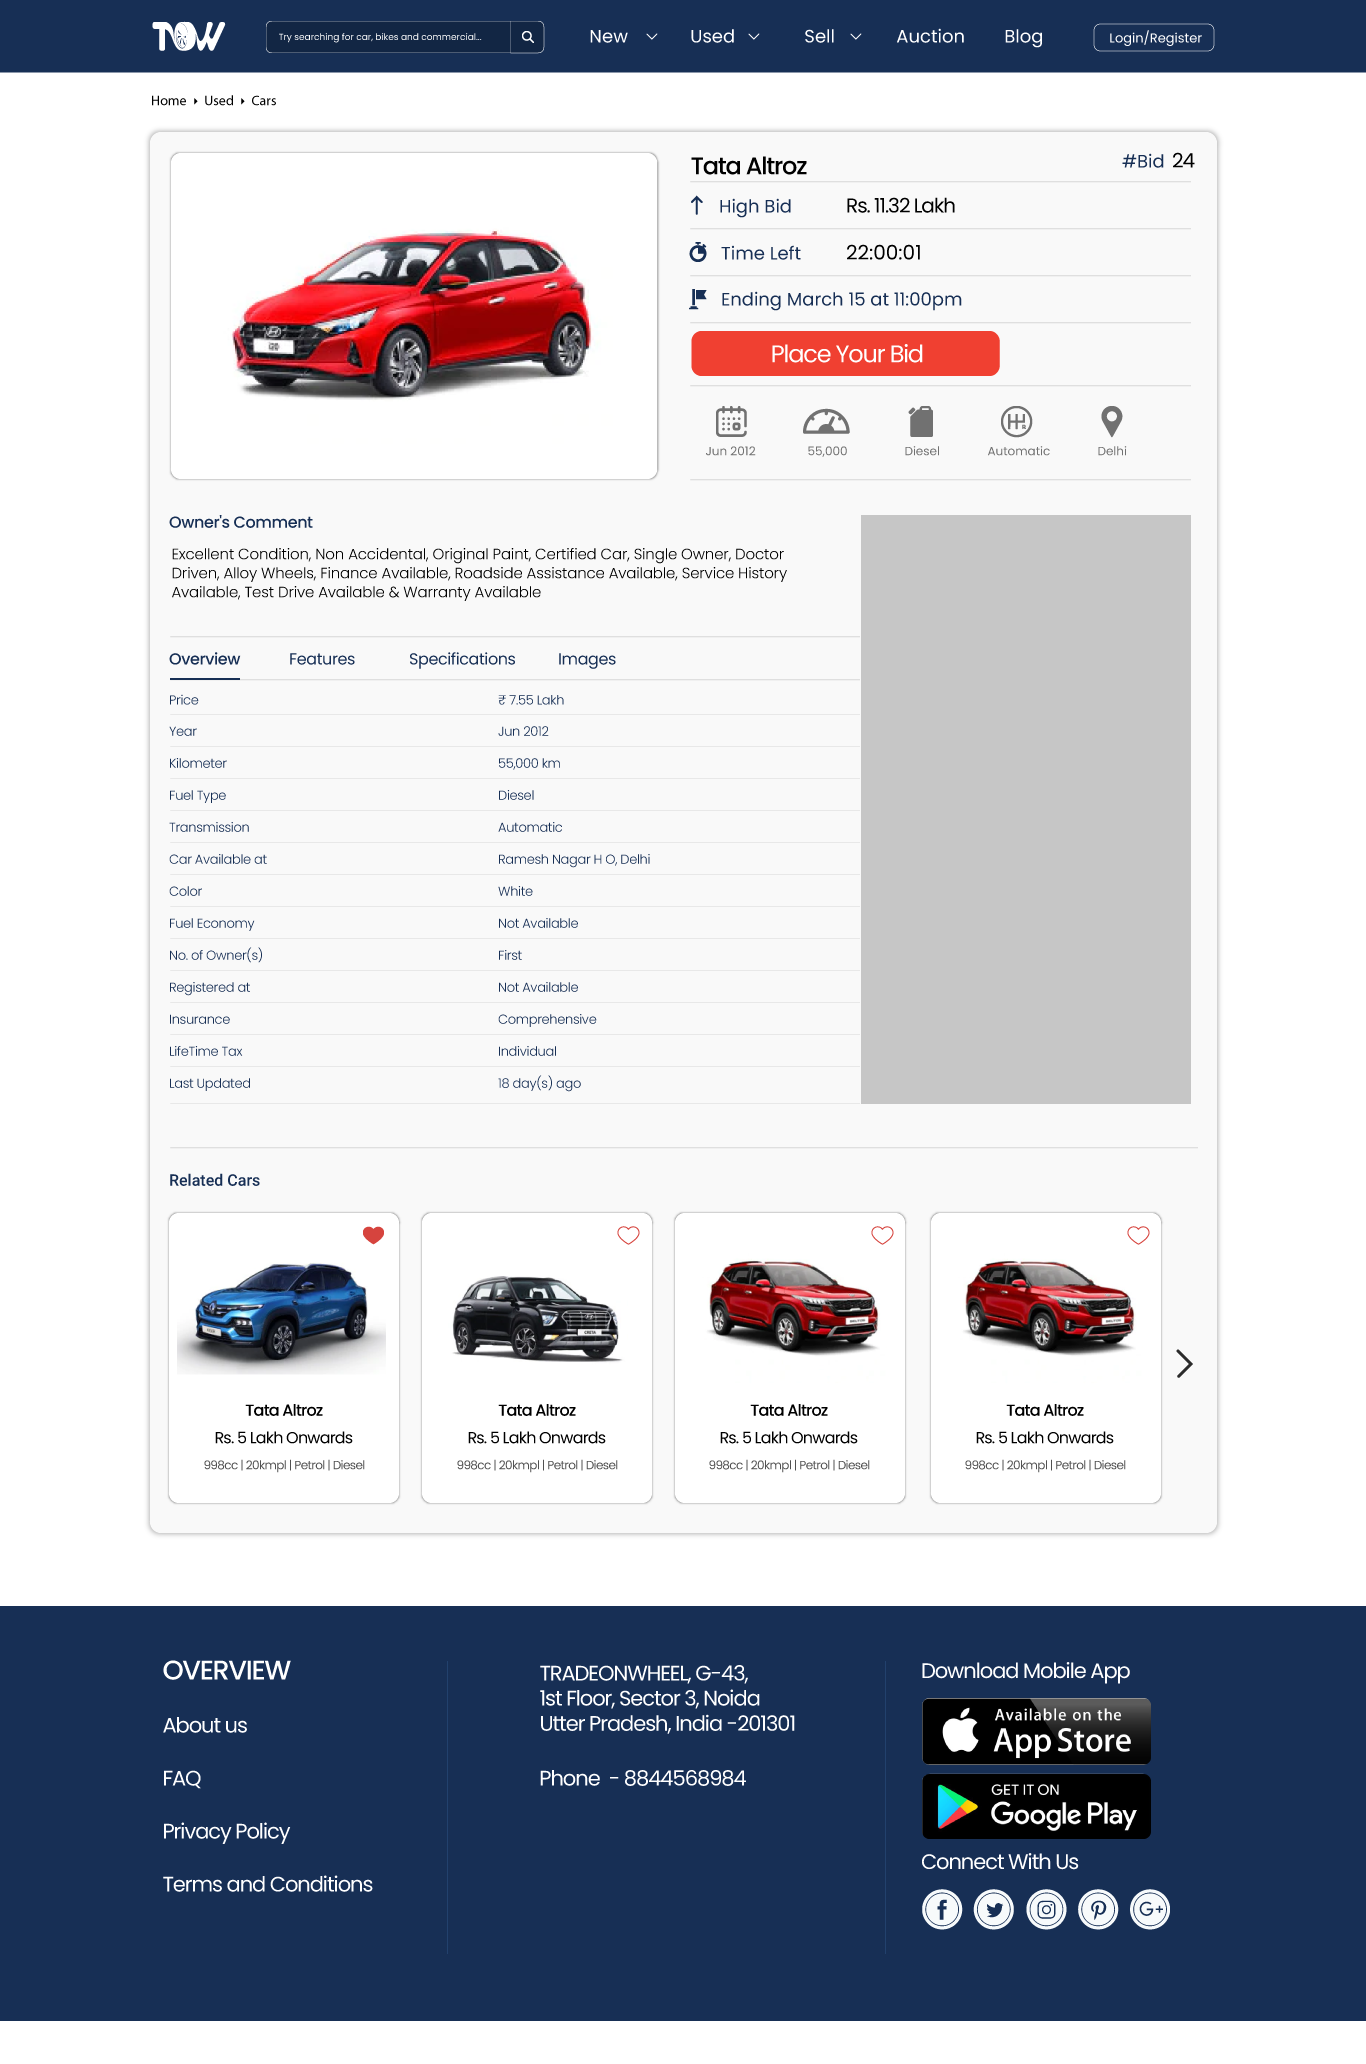 TOW
Try searching for car, bikes and commercial...
New
Used
Sell
Auction
Blog
Login/Register
Home
Used
Cars
Tata Altroz
#Bid 24
High Bid
Rs. 11.32 Lakh
Time Left
22:00:01
Ending March 15 at 11:00pm
Place Your Bid
Jun 2012
55,000
Diesel
Automatic
Delhi
i20
Owner's Comment
Excellent Condition, Non Accidental, Original Paint, Certified Car, Single Owner, Doctor
Driven, Alloy Wheels, Finance Available, Roadside Assistance Available, Service History
Available, Test Drive Available & Warranty Available
Overview
Features
Specifications
Images
Price
₹ 7.55 Lakh
Year
Jun 2012
Kilometer
55,000 km
Fuel Type
Diesel
Transmission
Automatic
Car Available at
Ramesh Nagar H O, Delhi
Color
White
Fuel Economy
Not Available
No. of Owner(s)
First
Registered at
Not Available
Insurance
Comprehensive
LifeTime Tax
Individual
Last Updated
18 day(s) ago
Related Cars
CRETA
Tata Altroz
Rs. 5 Lakh Onwards
998cc | 20kmpl | Petrol | Diesel
Tata Altroz
Rs. 5 Lakh Onwards
998cc | 20kmpl | Petrol | Diesel
Tata Altroz
Rs. 5 Lakh Onwards
998cc | 20kmpl | Petrol | Diesel
Tata Altroz
Rs. 5 Lakh Onwards
998cc | 20kmpl | Petrol | Diesel
OVERVIEW
About us
FAQ
Privacy Policy
Terms and Conditions
TRADEONWHEEL, G-43,
1st Floor, Sector 3, Noida
Utter Pradesh, India -201301
Phone - 8844568984
Download Mobile App
Available on the
App Store
GET IT ON
Google Play
Connect With Us